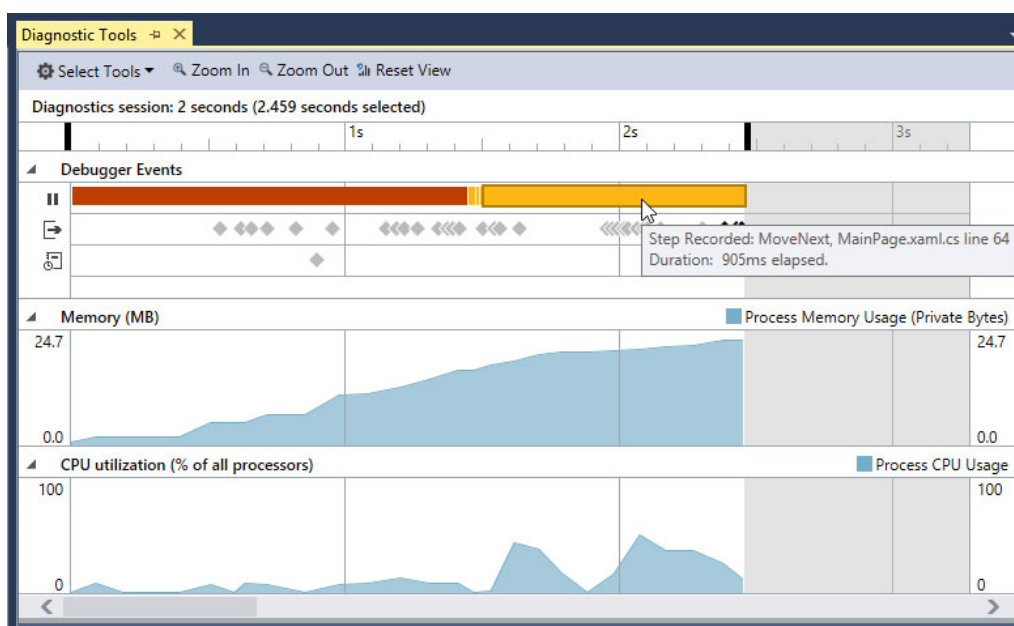 Diagnostic Tools
Select Tools Zoom In Zoom Out Reset View
Diagnostics session: 2 seconds (2.459 seconds selected)
1s 2s 3s
Debugger Events
Step Recorded: MoveNext, MainPage.xaml.cs line 64
Duration: 905ms elapsed.
Memory (MB) Process Memory Usage (Private Bytes)
24.7 24.7
0.0 0.0
CPU utilization (% of all processors) Process CPU Usage
100 100
0 0